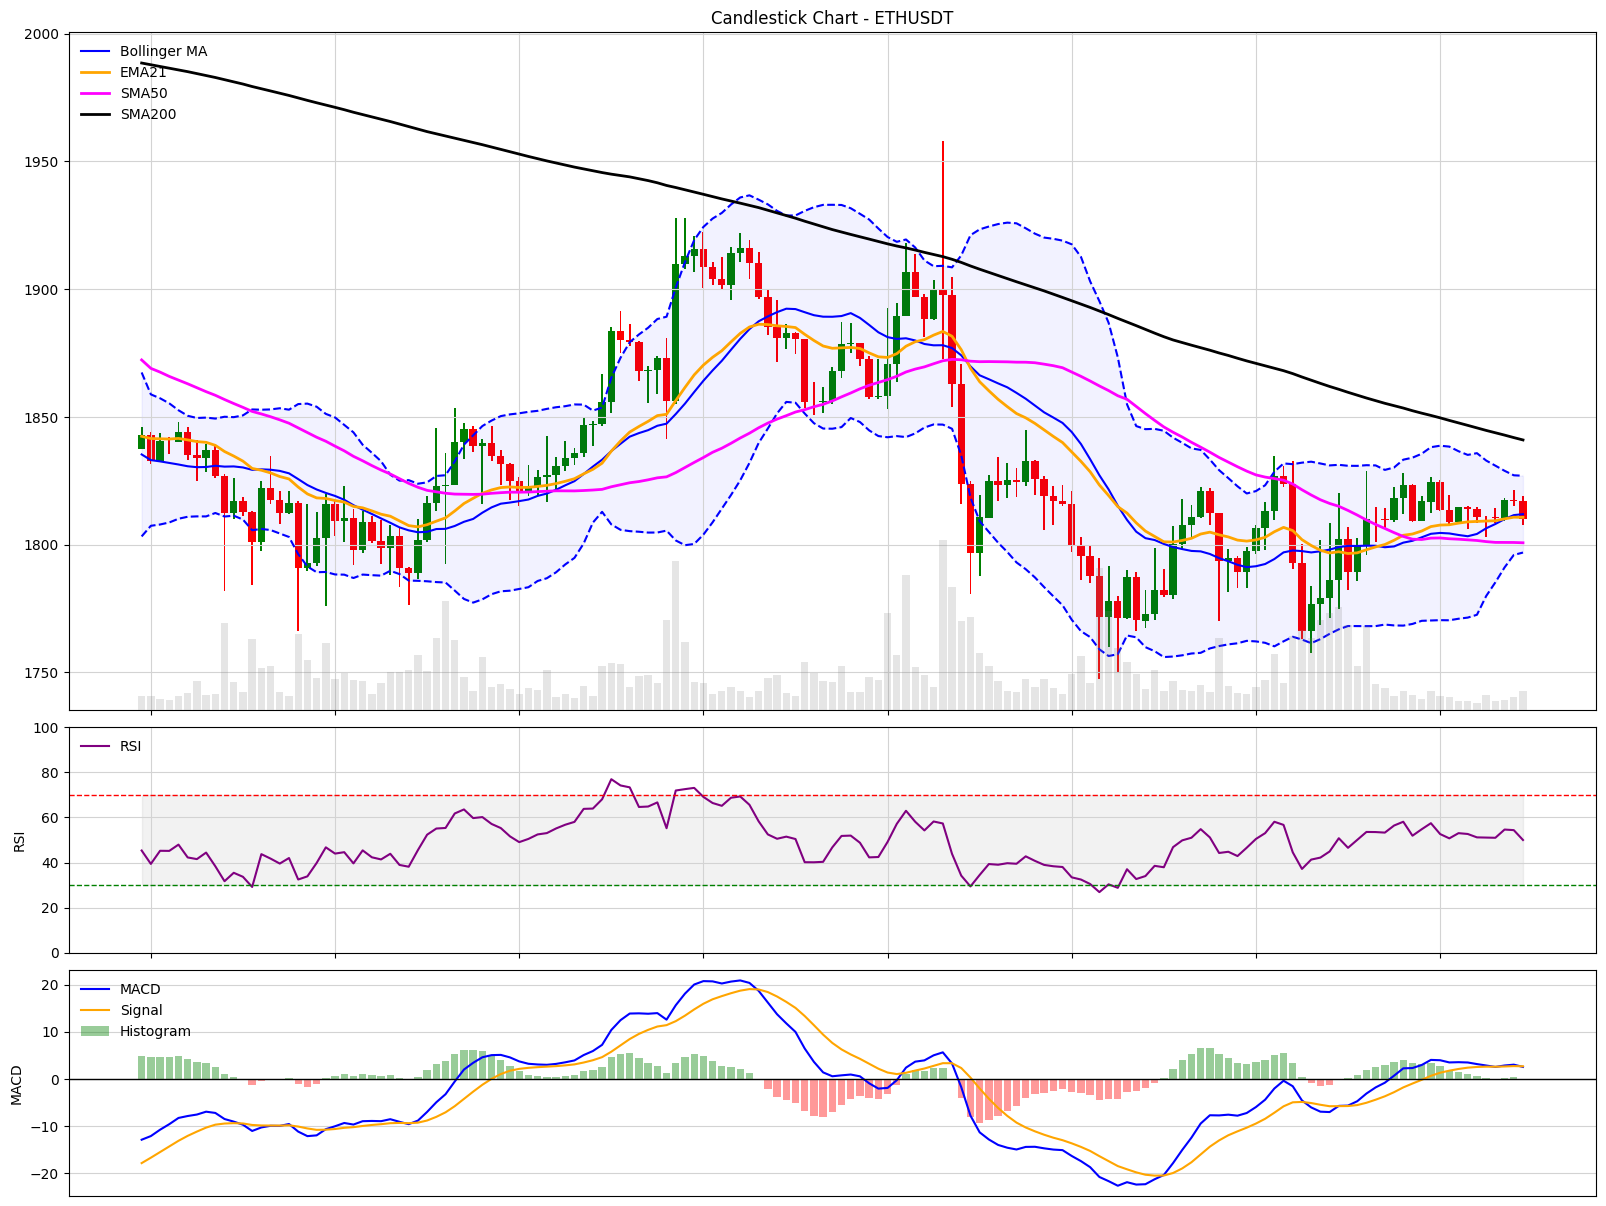 Candlestick Chart - ETHUSDT
2000
1950
1900
1850
1800
1750
Bollinger MA
EMA21
SMA50
SMA200
100
80
60
40
20
0
RSI
RSI
20
10
0
−10
−20
MACD
MACD
Signal
Histogram